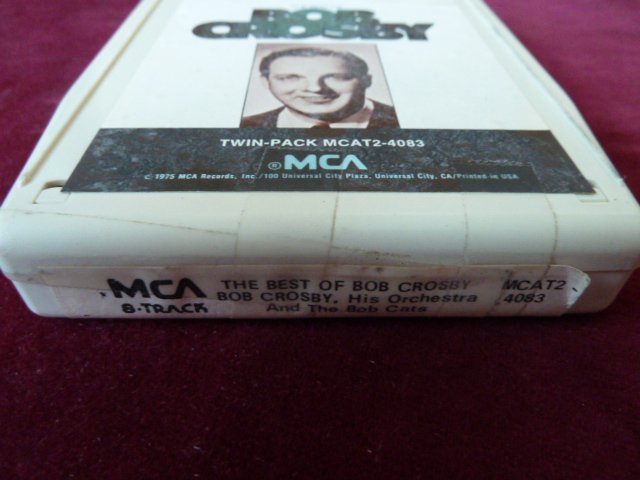 BOB
CROSBY
TWIN-PACK MCAT2-4083
® MCA
© 1975 MCA Records, Inc./100 Universal City Plaza, Universal City, CA/Printed in USA
MCA THE BEST OF BOB CROSBY MCAT2
8-TRACK BOB CROSBY, His Orchestra 4083
And The Bob Cats